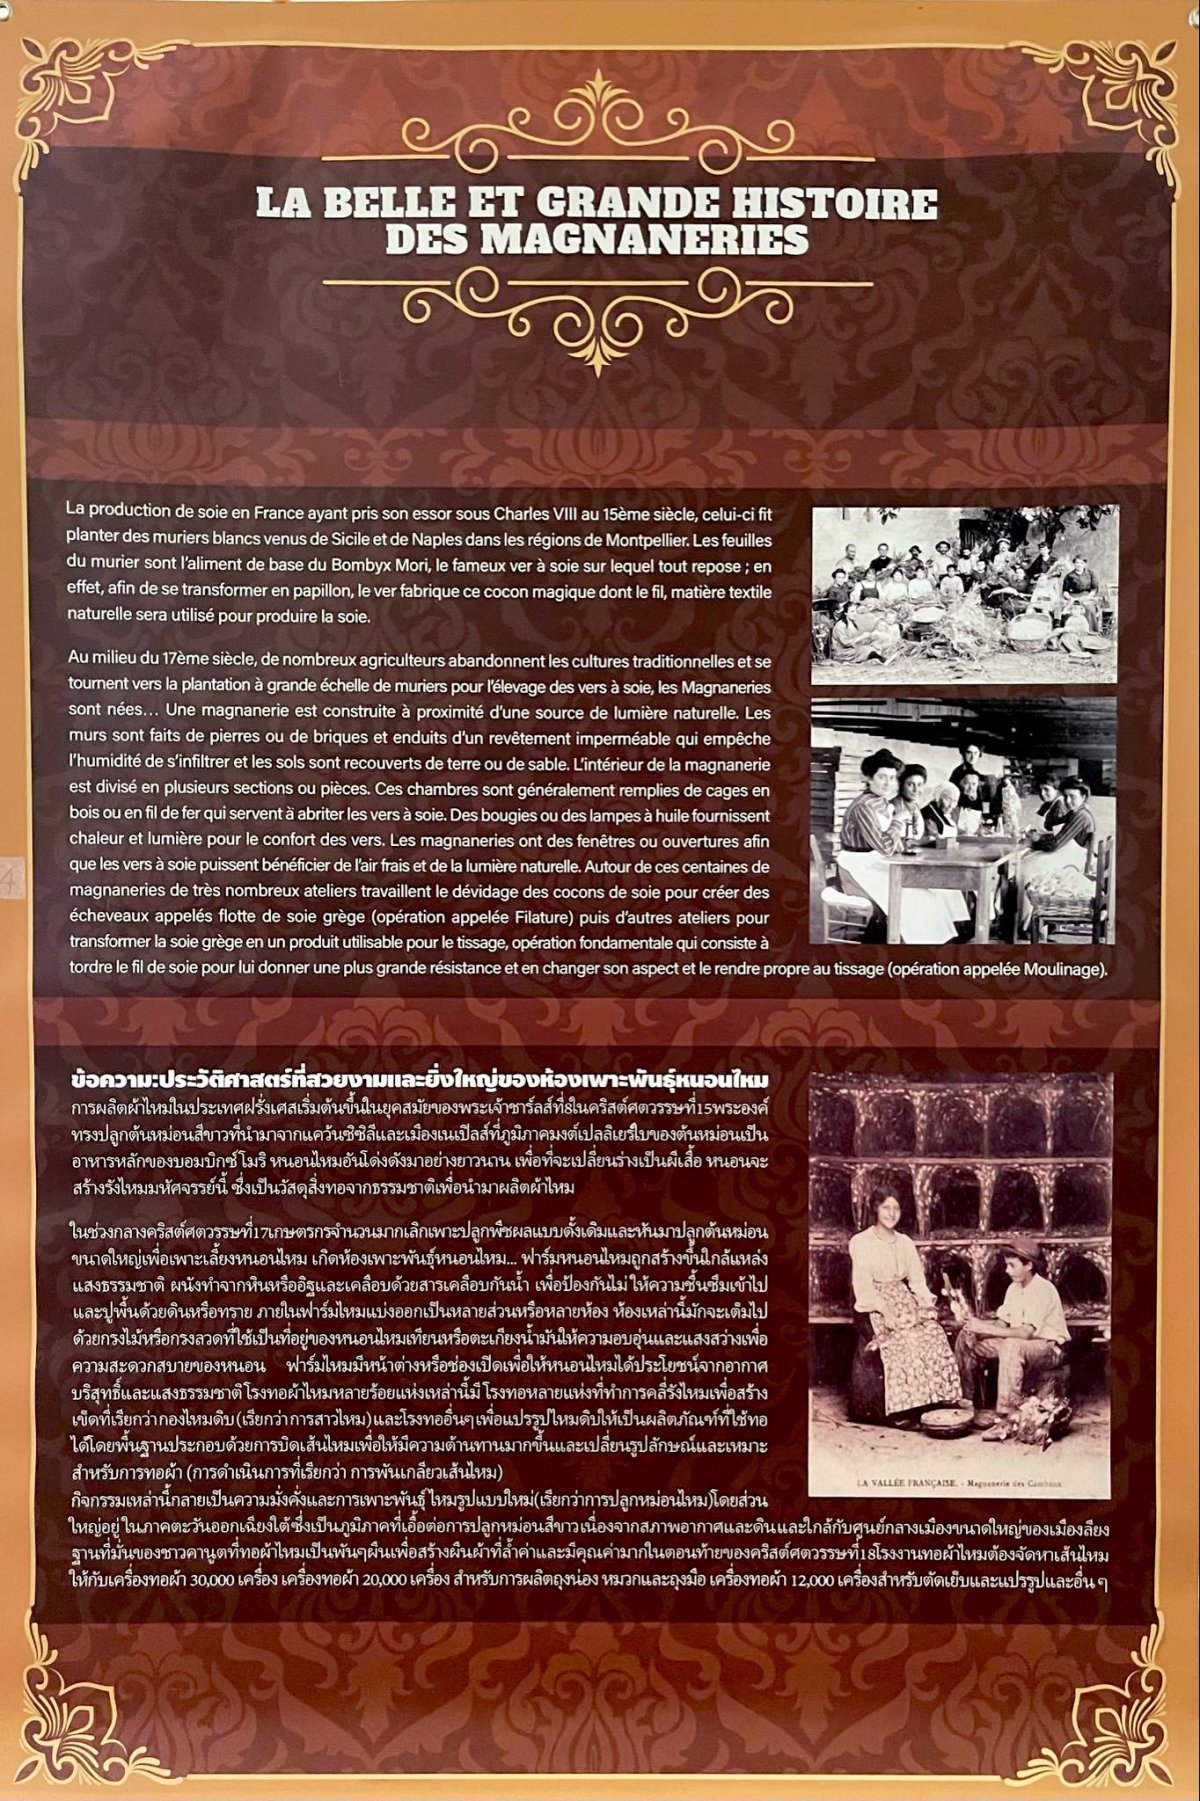 LA BELLE ET GRANDE HISTOIRE
DES MAGNANERIES
La production de soie en France ayant pris son essor sous Charles VIII au 15ème siècle, celui-ci fit
planter des muriers blancs venus de Sicile et de Naples dans les régions de Montpellier. Les feuilles
du murier sont l'aliment de base du Bombyx Mori, le fameux ver à soie sur lequel tout repose ; en
effet, afin de se transformer en papillon, le ver fabrique ce cocon magique dont le fil, matière textile
naturelle sera utilisé pour produire la soie.
Au milieu du 17ème siècle, de nombreux agriculteurs abandonnent les cultures traditionnelles et se
tournent vers la plantation à grande échelle de muriers pour l'élevage des vers à soie, les Magnaneries
sont nées... Une magnanerie est construite à proximité d'une source de lumière naturelle. Les
murs sont faits de pierres ou de briques et enduits d'un revêtement imperméable qui empêche
l'humidité de s'infiltrer et les sols sont recouverts de terre ou de sable. L'intérieur de la magnanerie
est divisé en plusieurs sections ou pièces. Ces chambres sont généralement remplies de cages en
bois ou en fil de fer qui servent à abriter les vers à soie. Des bougies ou des lampes à huile fournissent
chaleur et lumière pour le confort des vers. Les magnaneries ont des fenêtres ou ouvertures afin
que les vers à soie puissent bénéficier de l'air frais et de la lumière naturelle. Autour de ces centaines de
magnaneries de très nombreux ateliers travaillent le dévidage des cocons de soie pour créer des
écheveaux appelés flotte de soie grège (opération appelée Filature) puis d'autres ateliers pour
transformer la soie grège en un produit utilisable pour le tissage, opération fondamentale qui consiste à
tordre le fil de soie pour lui donner une plus grande résistance et en changer son aspect et le rendre propre au tissage (opération appelée Moulinage).
4
ข้อความ:ประวัติศาสตร์ที่สวยงามและยิ่งใหญ่ของห้องเพาะพันธุ์หนอนไหม
การผลิตผ้าไหมในประเทศฝรั่งเศสเริ่มต้นขึ้นในยุคสมัยของพระเจ้าชาร์ลส์ที่8ในคริสต์ศตวรรษที่15พระองค์
ทรงปลูกต้นหม่อนสีขาวที่นำมาจากแคว้นซิซิลีและเมืองเนเปิลส์ที่ภูมิภาคมงต์เปลลิเยร์ใบของต้นหม่อนเป็น
อาหารหลักของบอมบิกซ์ โมริ หนอนไหมอันโด่งดังมาอย่างยาวนาน เพื่อที่จะเปลี่ยนร่างเป็นผีเสื้อ หนอนจะ
สร้างรังไหมมหัศจรรย์นี้ ซึ่งเป็นวัสดุสิ่งทอจากธรรมชาติเพื่อนำมาผลิตผ้าไหม
ในช่วงกลางคริสต์ศตวรรษที่17เกษตรกรจำนวนมากเลิกเพาะปลูกพืชผลแบบดั้งเดิมและหันมาปลูกต้นหม่อน
ขนาดใหญ่เพื่อเพาะเลี้ยงหนอนไหม เกิดห้องเพาะพันธุ์หนอนไหม... ฟาร์มหนอนไหมถูกสร้างขึ้นใกล้แหล่ง
แสงธรรมชาติ ผนังทำจากหินหรืออิฐและเคลือบด้วยสารเคลือบกันน้ำ เพื่อป้องกันไม่ให้ความชื้นซึมเข้าไป
และปูพื้นด้วยดินหรือทราย ภายในฟาร์มไหมแบ่งออกเป็นหลายส่วนหรือหลายห้อง ห้องเหล่านี้มักจะเต็มไป
ด้วยกรงไม้หรือกรงลวดที่ใช้เป็นที่อยู่ของหนอนไหมเทียนหรือตะเกียงน้ำมันให้ความอบอุ่นและแสงสว่างเพื่อ
ความสะดวกสบายของหนอน ฟาร์มไหมมีหน้าต่างหรือช่องเปิดเพื่อให้หนอนไหมได้ประโยชน์จากอากาศ
บริสุทธิ์และแสงธรรมชาติโรงทอผ้าไหมหลายร้อยแห่งเหล่านี้มีโรงทอหลายแห่งที่ทำการคลี่รังไหมเพื่อสร้าง
เข็ดที่เรียกว่ากองไหมดิบ(เรียกว่าการสาวไหม)และโรงทออื่นๆเพื่อแปรรูปไหมดิบให้เป็นผลิตภัณฑ์ที่ใช้ทอ
ได้โดยพื้นฐานประกอบด้วยการบิดเส้นไหมเพื่อให้มีความต้านทานมากขึ้นและเปลี่ยนรูปลักษณ์และเหมาะ
สำหรับการทอผ้า (การดำเนินการที่เรียกว่า การพันเกลียวเส้นไหม)
กิจกรรมเหล่านี้กลายเป็นความมั่งคั่งและการเพาะพันธุ์ไหมรูปแบบใหม่(เรียกว่าการปลูกหม่อนไหม)โดยส่วน
ใหญ่อยู่ในภาคตะวันออกเฉียงใต้ซึ่งเป็นภูมิภาคที่เอื้อต่อการปลูกหม่อนสีขาวเนื่องจากสภาพอากาศและดินและใกล้กับศูนย์กลางเมืองขนาดใหญ่ของเมืองลียง
ฐานที่มั่นของชาวคานูตที่ทอผ้าไหมเป็นพันๆผืนเพื่อสร้างผืนผ้าที่ล้ำค่าและมีคุณค่ามากในตอนท้ายของคริสต์ศตวรรษที่18โรงงานทอผ้าไหมต้องจัดหาเส้นไหม
ให้กับเครื่องทอผ้า 30,000 เครื่อง เครื่องทอผ้า 20,000 เครื่อง สำหรับการผลิตถุงน่อง หมวกและถุงมือ เครื่องทอผ้า 12,000 เครื่องสำหรับตัดเย็บและแปรรูปและอื่น ๆ
LA VALLÉE FRANÇAISE. - Magnanerie des Cambous